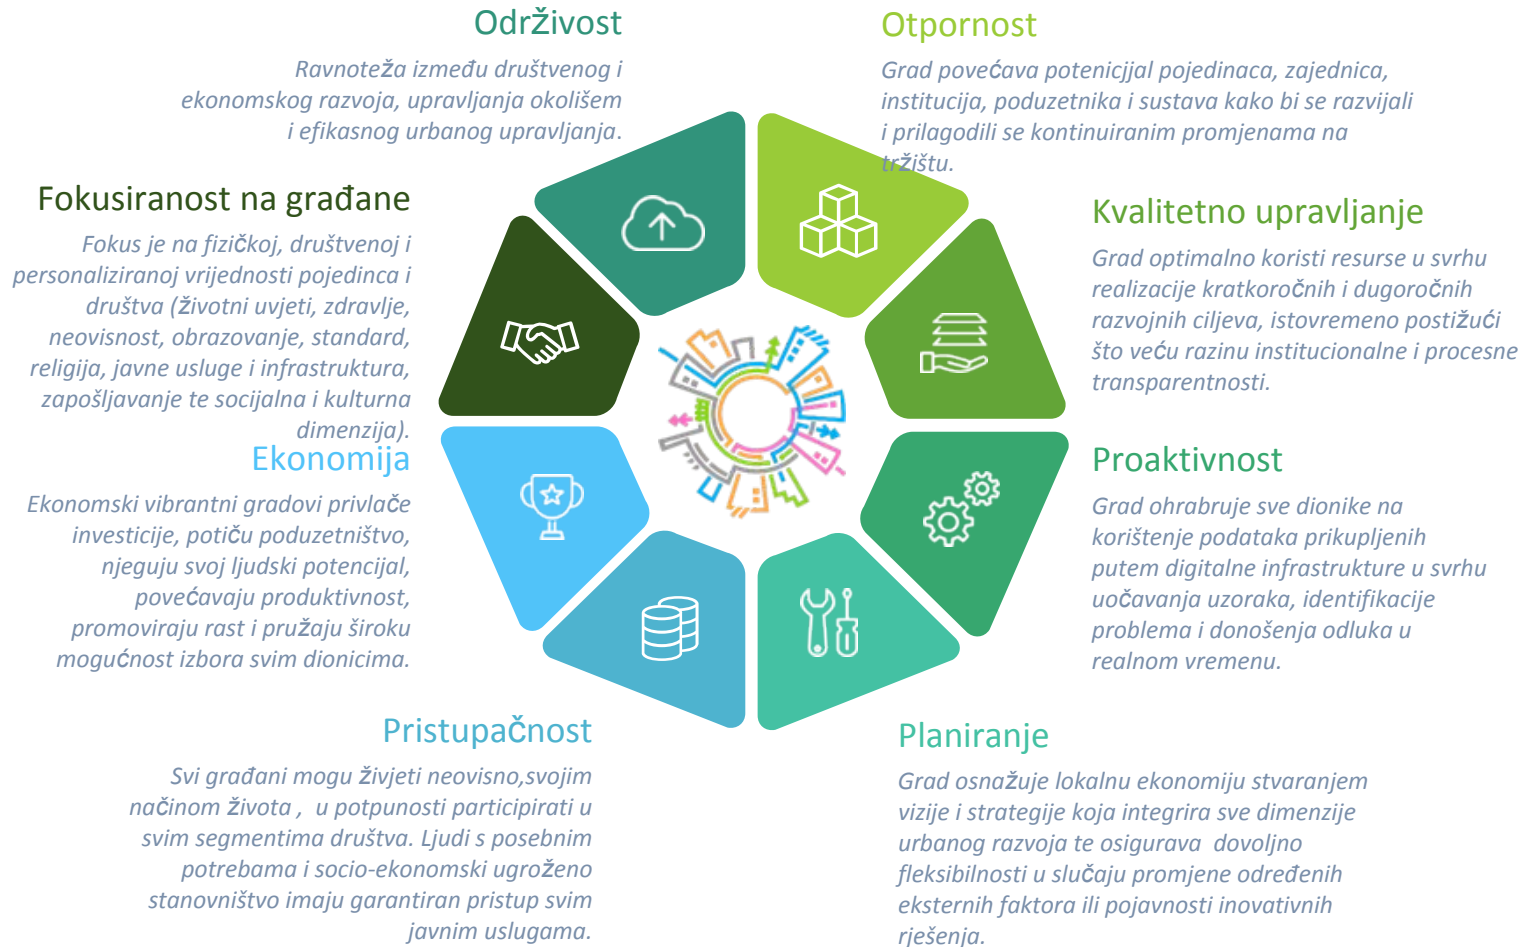 Održivost
Ravnoteža između društvenog i
ekonomskog razvoja, upravljanja okolišem
i efikasnog urbanog upravljanja.
Otpornost
Grad povećava potenicjjal pojedinaca, zajednica,
institucija, poduzetnika i sustava kako bi se razvijali
i prilagodili se kontinuiranim promjenama na
tržištu.
Fokusiranost na građane
Fokus je na fizičkoj, društvenoj i
personaliziranoj vrijednosti pojedinca i
društva (životni uvjeti, zdravlje,
neovisnost, obrazovanje, standard,
religija, javne usluge i infrastruktura,
zapošljavanje te socijalna i kulturna
dimenzija).
Kvalitetno upravljanje
Grad optimalno koristi resurse u svrhu
realizacije kratkoročnih i dugoročnih
razvojnih ciljeva, istovremeno postižući
što veću razinu institucionalne i procesne
transparentnosti.
Ekonomija
Ekonomski vibrantni gradovi privlače
investicije, potiču poduzetništvo,
njeguju svoj ljudski potencijal,
povećavaju produktivnost,
promoviraju rast i pružaju široku
mogućnost izbora svim dionicima.
Proaktivnost
Grad ohrabruje sve dionike na
korištenje podataka prikupljenih
putem digitalne infrastrukture u svrhu
uočavanja uzoraka, identifikacije
problema i donošenja odluka u
realnom vremenu.
Pristupačnost
Svi građani mogu živjeti neovisno,svojim
načinom života , u potpunosti participirati u
svim segmentima društva. Ljudi s posebnim
potrebama i socio-ekonomski ugroženo
stanovništvo imaju garantiran pristup svim
javnim uslugama.
Planiranje
Grad osnažuje lokalnu ekonomiju stvaranjem
vizije i strategije koja integrira sve dimenzije
urbanog razvoja te osigurava dovoljno
fleksibilnosti u slučaju promjene određenih
eksternih faktora ili pojavnosti inovativnih
rješenja.